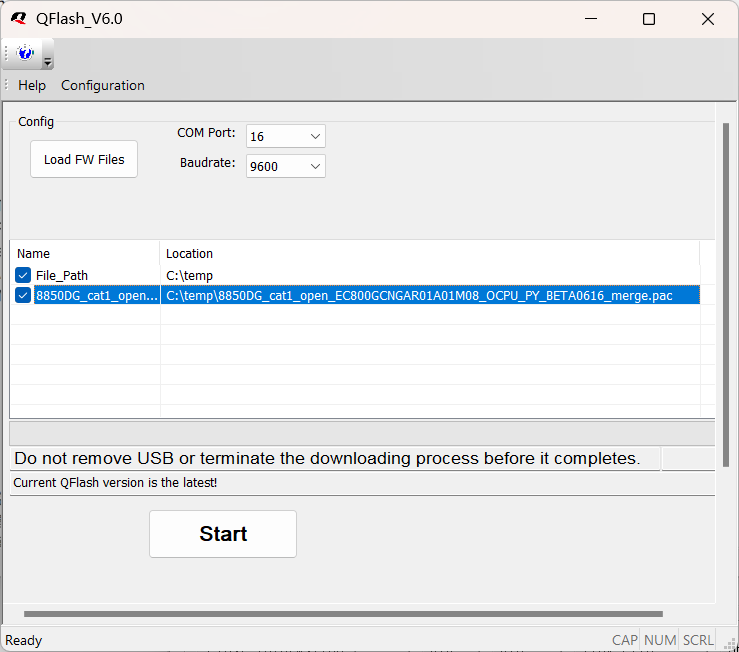 QFlash_V6.0
Help Configuration
Config
COM Port: 16
Load FW Files
Baudrate: 9600
Name Location
File_Path C:\temp
8850DG_cat1_open... C:\temp\8850DG_cat1_open_EC800GCNGAR01A01M08_OCPU_PY_BETA0616_merge.pac
Do not remove USB or terminate the downloading process before it completes.
Current QFlash version is the latest!
Start
Ready CAP NUM SCRL